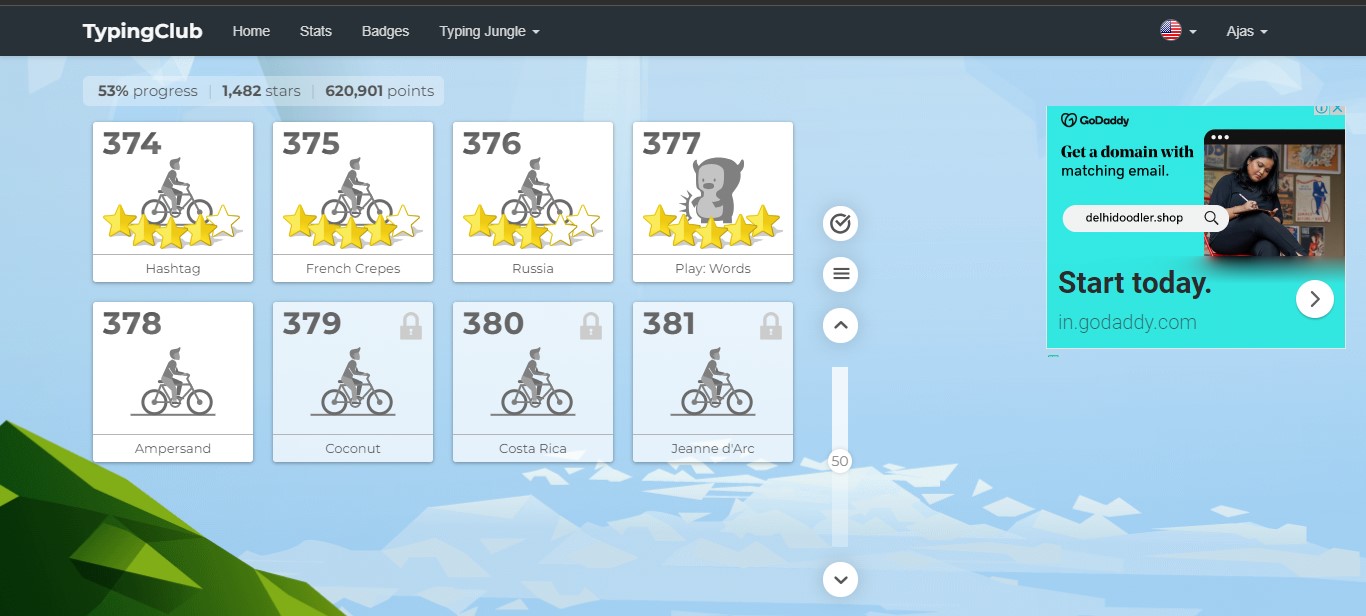 TypingClub Home Stats Badges Typing Jungle Ajas
53% progress | 1,482 stars | 620,901 points
374 375 376 377
Hashtag French Crepes Russia Play: Words
378 379 380 381
Ampersand Coconut Costa Rica Jeanne d'Arc
50
GoDaddy
Get a domain with
matching email.
delhidoodler.shop
Start today.
in.godaddy.com